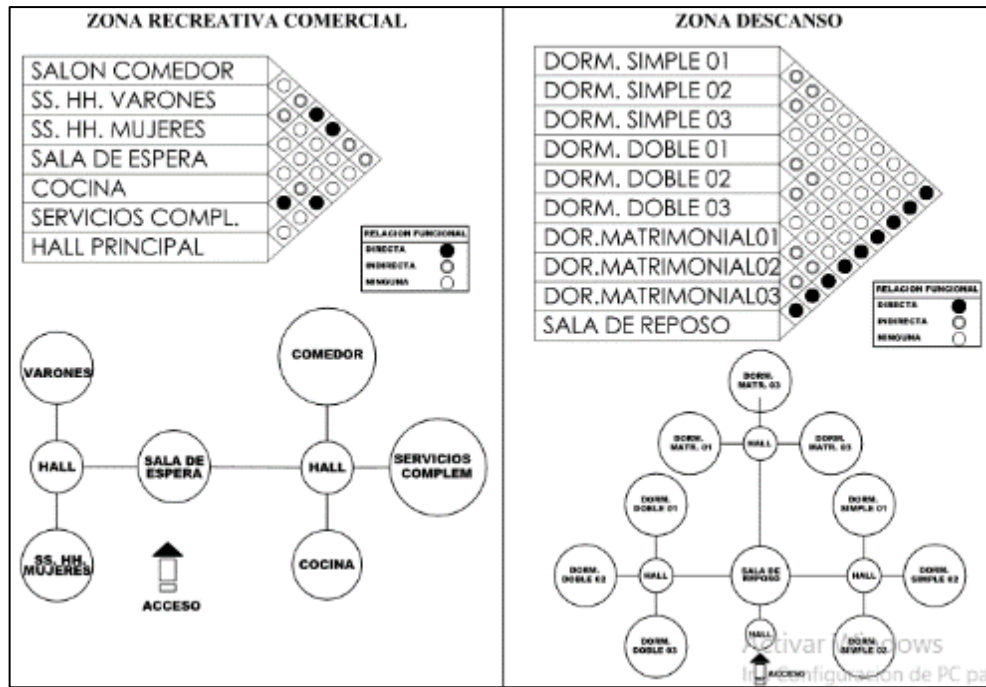 ZONA RECREATIVA COMERCIAL
SALON COMEDOR
SS. HH. VARONES
SS. HH. MUJERES
SALA DE ESPERA
COCINA
SERVICIOS COMPL.
HALL PRINCIPAL
RELACION FUNCIONAL
DIRECTA
INDIRECTA
NINGUNA
VARONES
HALL
SS. HH.
MUJERES
SALA DE
ESPERA
COMEDOR
HALL
SERVICIOS
COMPLEM
COCINA
ACCESO
ZONA DESCANSO
DORM. SIMPLE 01
DORM. SIMPLE 02
DORM. SIMPLE 03
DORM. DOBLE 01
DORM. DOBLE 02
DORM. DOBLE 03
DOR.MATRIMONIAL01
DOR.MATRIMONIAL02
DOR.MATRIMONIAL03
SALA DE REPOSO
RELACION FUNCIONAL
DIRECTA
INDIRECTA
NINGUNA
DORM.
MATR. 03
DORM.
MATR. 01
HALL
DORM.
MATR. 03
DORM.
DOBLE 01
DORM.
SIMPLE 01
DORM.
DOBLE 02
HALL
SALA DE
REPOSO
HALL
DORM.
SIMPLE 02
DORM.
DOBLE 03
HALL
DORM.
SIMPLE 02
ACCESO
Activar Windows
Configuración de PC pa